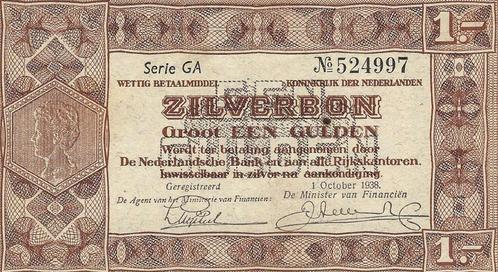 1.-
Serie GA № 524997
WETTIG BETAALMIDDEL KONINKRIJK DER NEDERLANDEN
ZILVERBON
Groot EEN GULDEN
Wordt ter betaling aangenomen door
De Nederlandsche Bank en aan alle Rijkskantoren.
Inwisselbaar in zilver na aankondiging.
Geregistreerd 1 October 1938.
De Agent van het Ministerie van Financiën: De Minister van Financiën
1.-